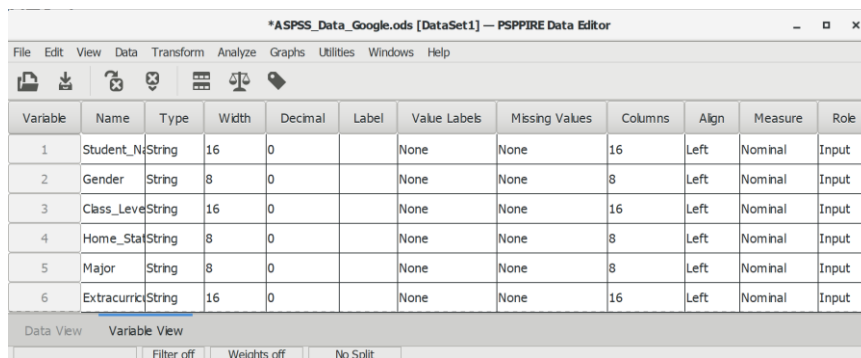 *ASPSS_Data_Google.ods [DataSet1] — PSPPIRE Data Editor
File Edit View Data Transform Analyze Graphs Utilities Windows Help
Variable Name Type Width Decimal Label Value Labels Missing Values Columns Align Measure Role
1 Student_Na String 16 0 None None 16 Left Nominal Input
2 Gender String 8 0 None None 8 Left Nominal Input
3 Class_Leve String 16 0 None None 16 Left Nominal Input
4 Home_Stat String 8 0 None None 8 Left Nominal Input
5 Major String 8 0 None None 8 Left Nominal Input
6 Extracurric String 16 0 None None 16 Left Nominal Input
Data View Variable View
Filter off Weights off No Split